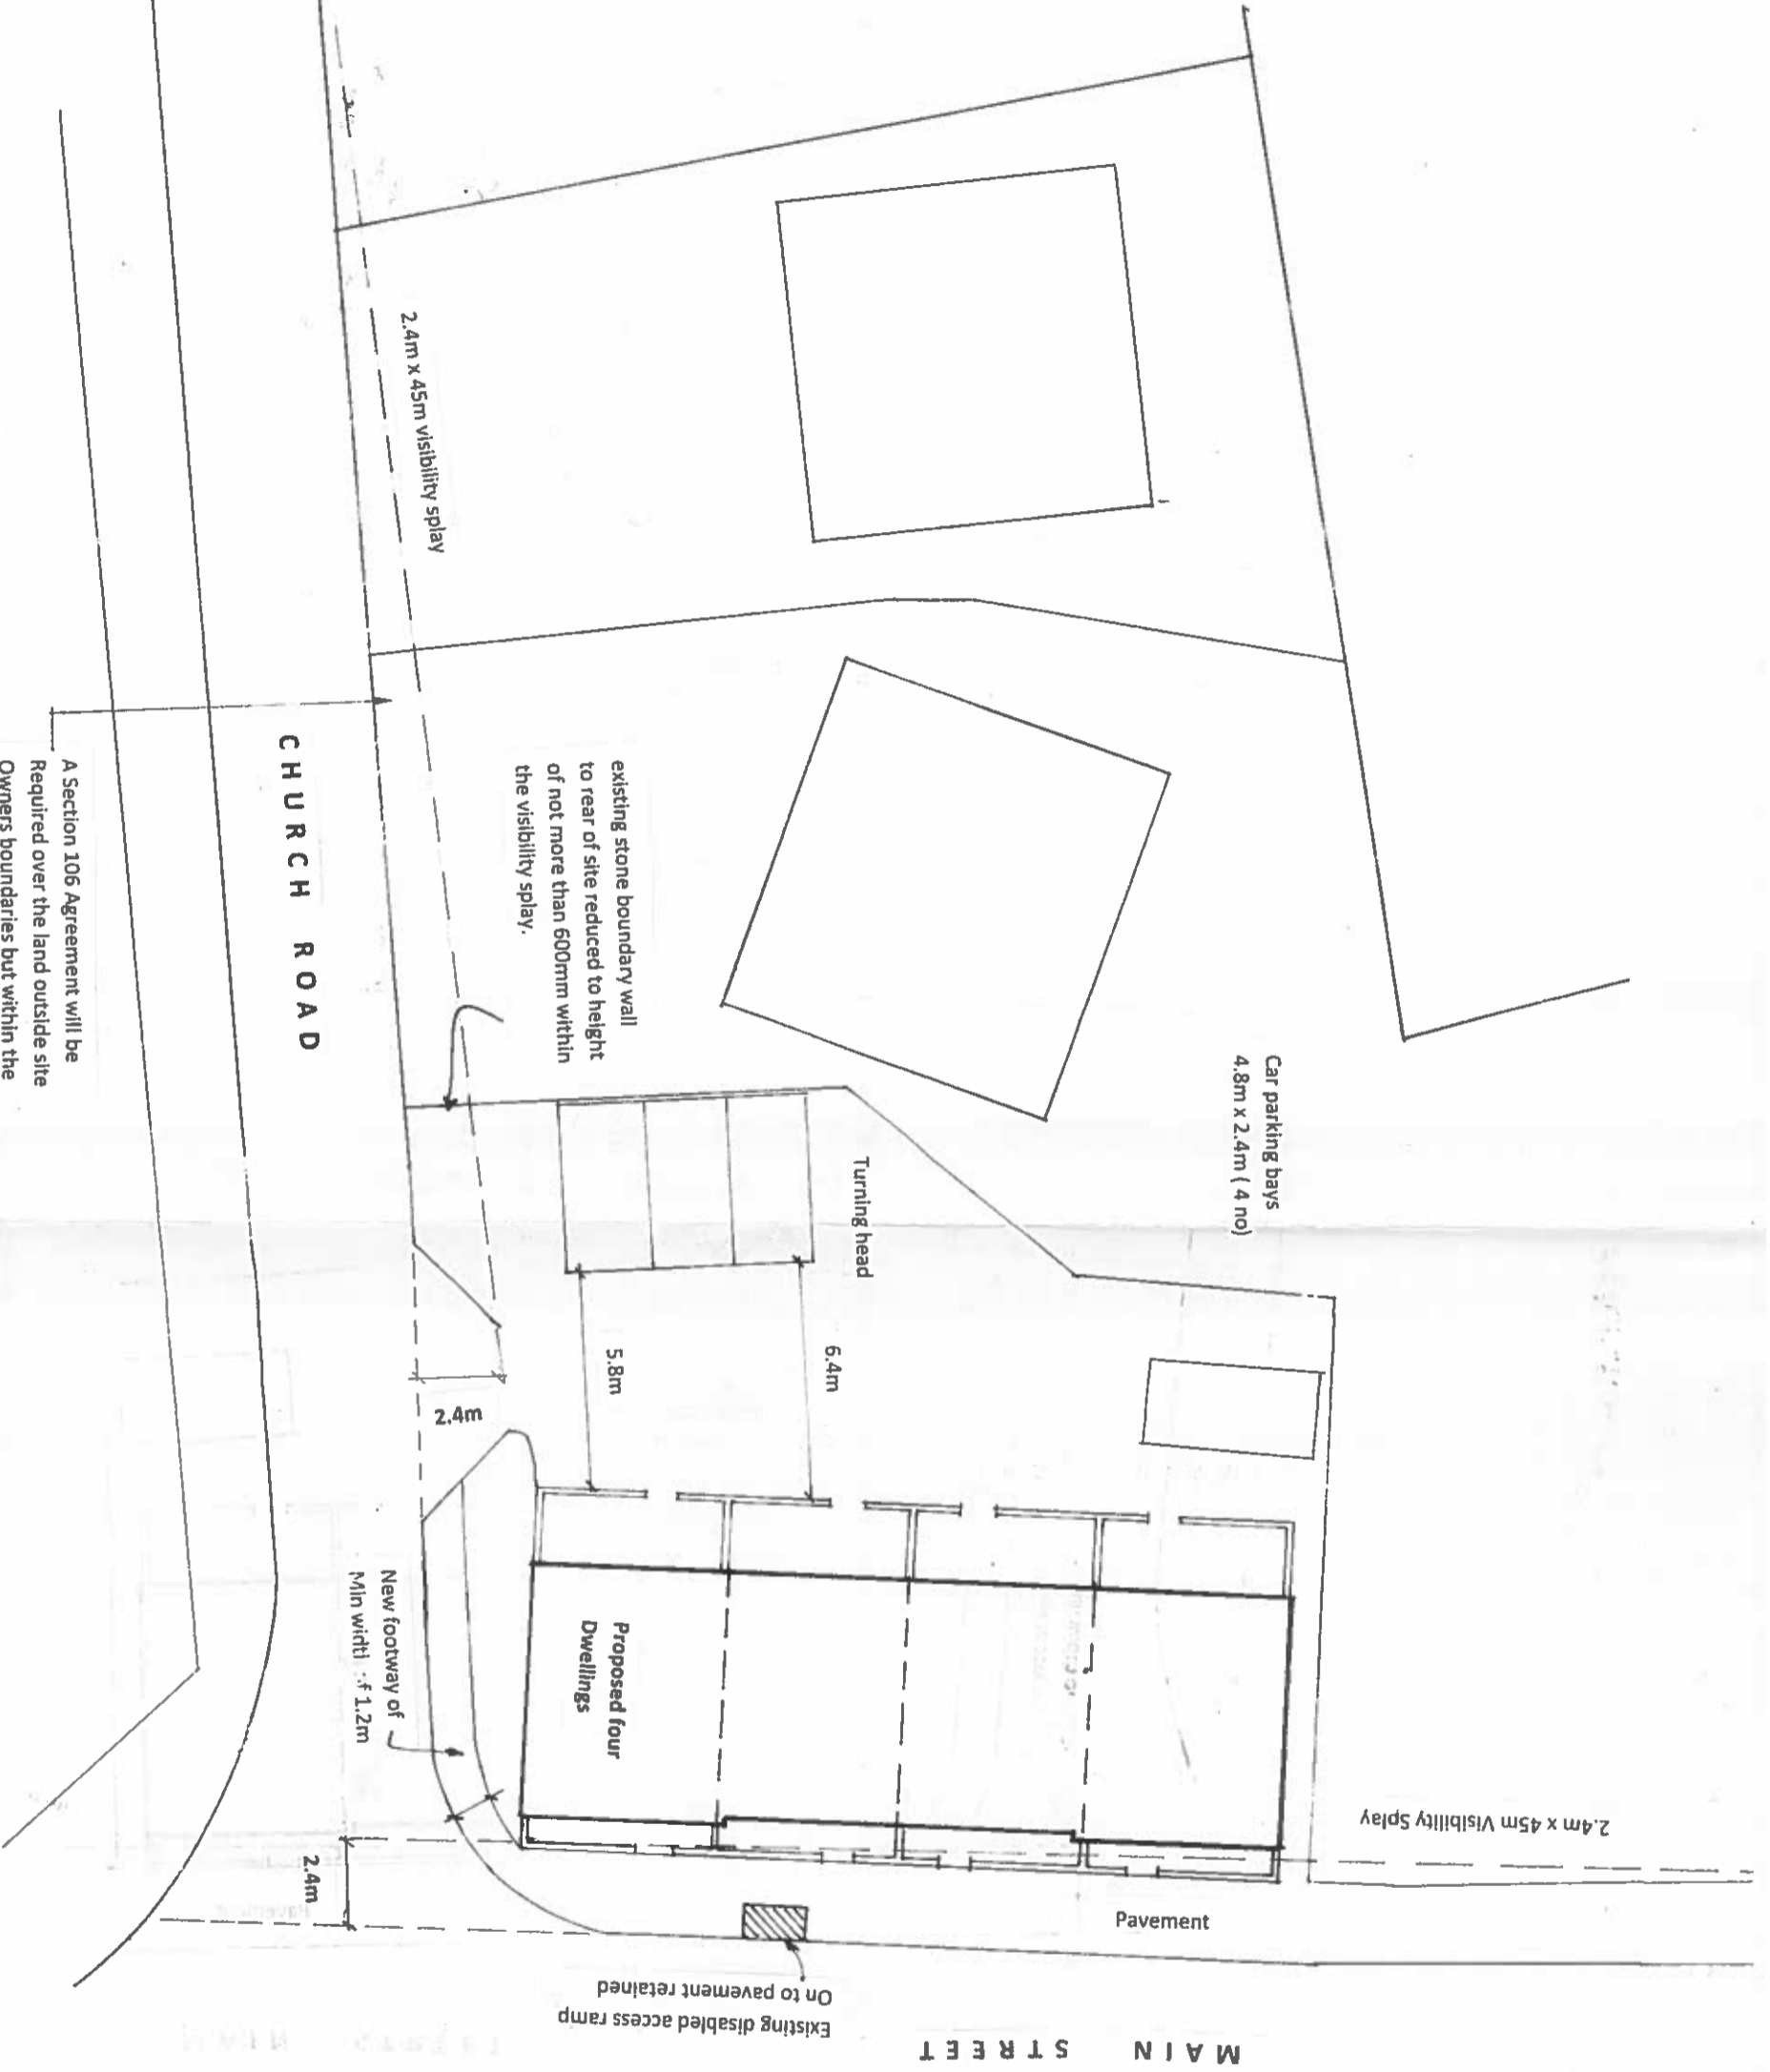 2.4m x 45m visibility splay
existing stone boundary wall
to rear of site reduced to height
of not more than 600mm within
the visibility splay.
CHURCH ROAD
A Section 106 Agreement will be
Required over the land outside site
Owners boundaries but within the
Car parking bays
4.8m x 2.4m ( 4 no)
Turning head
6.4m
5.8m
2.4m
New footway of
Min 1.2m
Proposed four
Dwellings
2.4m
2.4m x 45m Visibility Splay
Pavement
Existing disabled access ramp
On to pavement retained
MAIN STREET